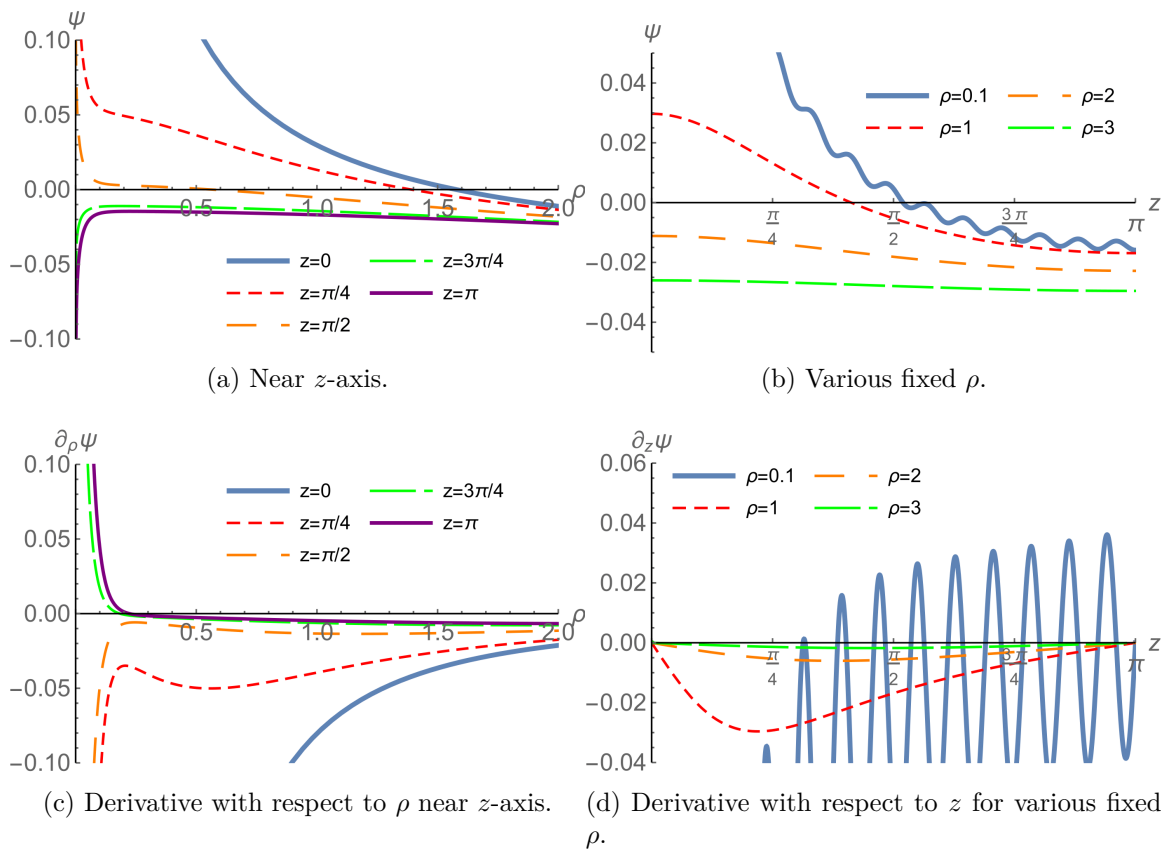 ψ
0.10
0.05
0.00
0.5
1.0
1.5
2.0
ρ
−0.05
−0.10
z=0
z=3π/4
z=π/4
z=π
z=π/2
(a) Near z-axis.
ψ
0.04
0.02
0.00
−0.02
−0.04
π/4
π/2
3π/4
π
z
ρ=0.1
ρ=2
ρ=1
ρ=3
(b) Various fixed ρ.
∂ρψ
0.10
0.05
0.00
0.5
1.0
1.5
2.0
ρ
−0.05
−0.10
z=0
z=3π/4
z=π/4
z=π
z=π/2
(c) Derivative with respect to ρ near z-axis.
∂zψ
0.06
0.04
0.02
0.00
−0.02
−0.04
π/4
π/2
3π/4
π
z
ρ=0.1
ρ=2
ρ=1
ρ=3
(d) Derivative with respect to z for various fixed
ρ.